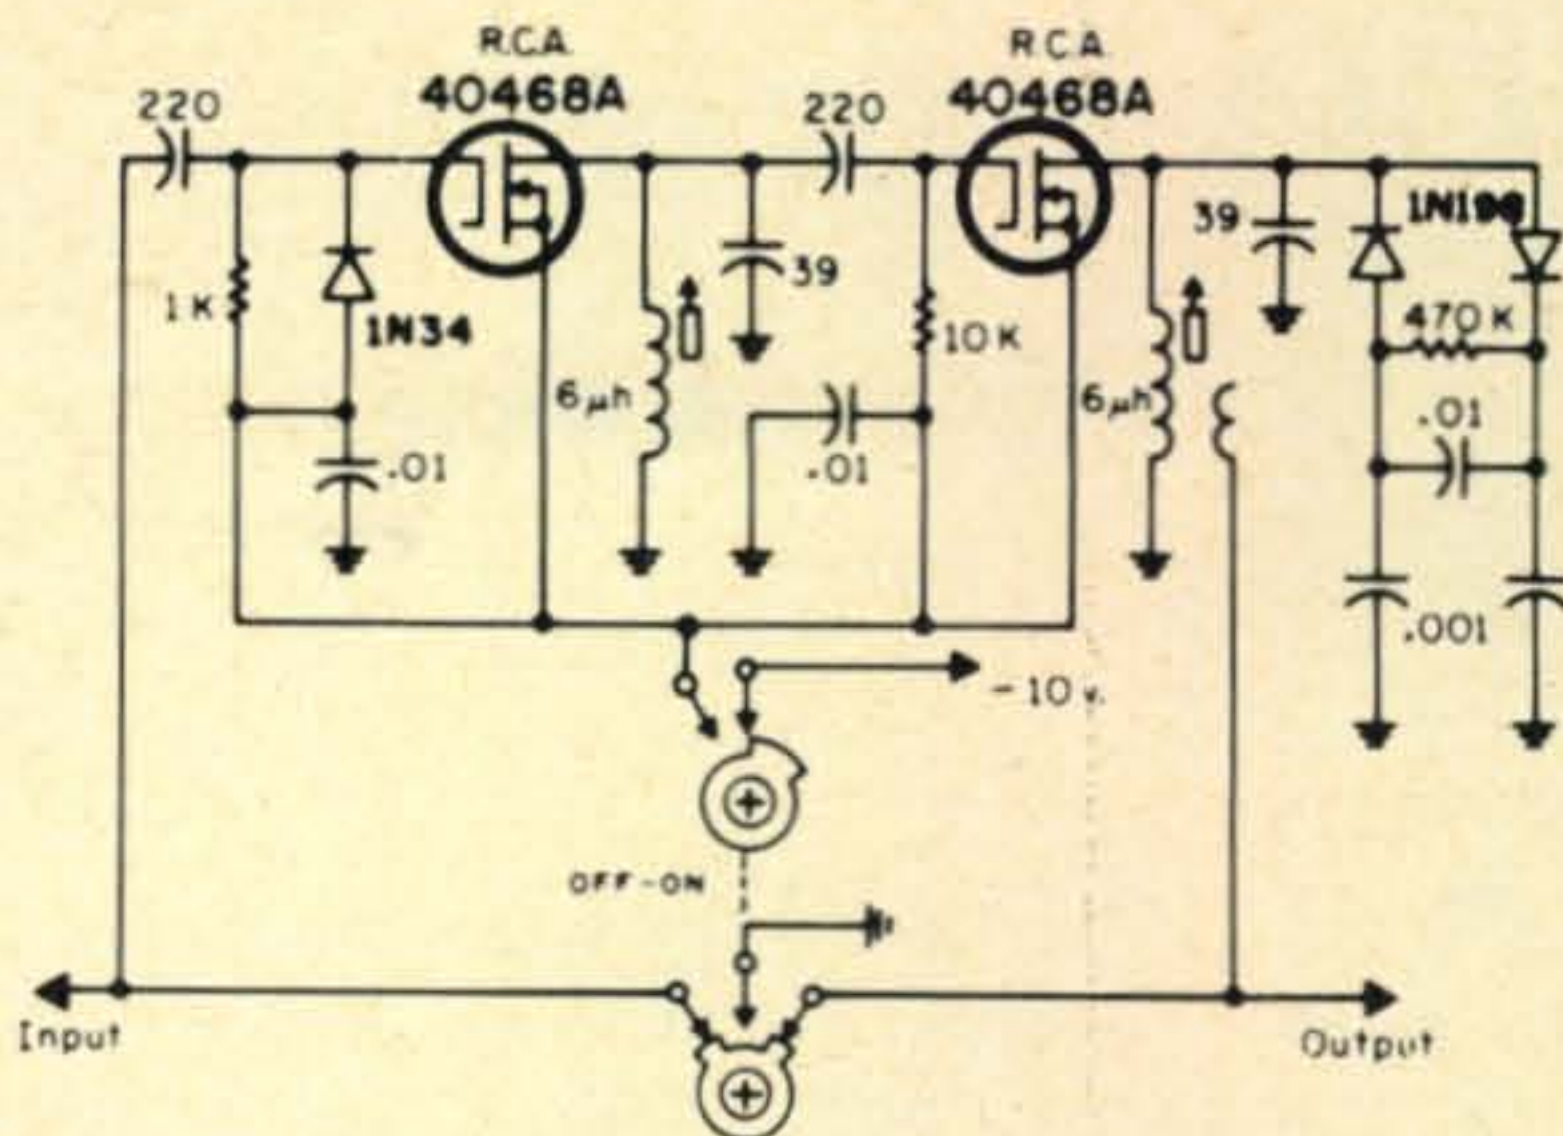 R.C.A.
40468A
R.C.A.
40468A
220
220
39
1K
1N34
39
10K
470K
6μh
6μh
.01
.01
.01
.001
-10 v.
OFF-ON
Input
Output